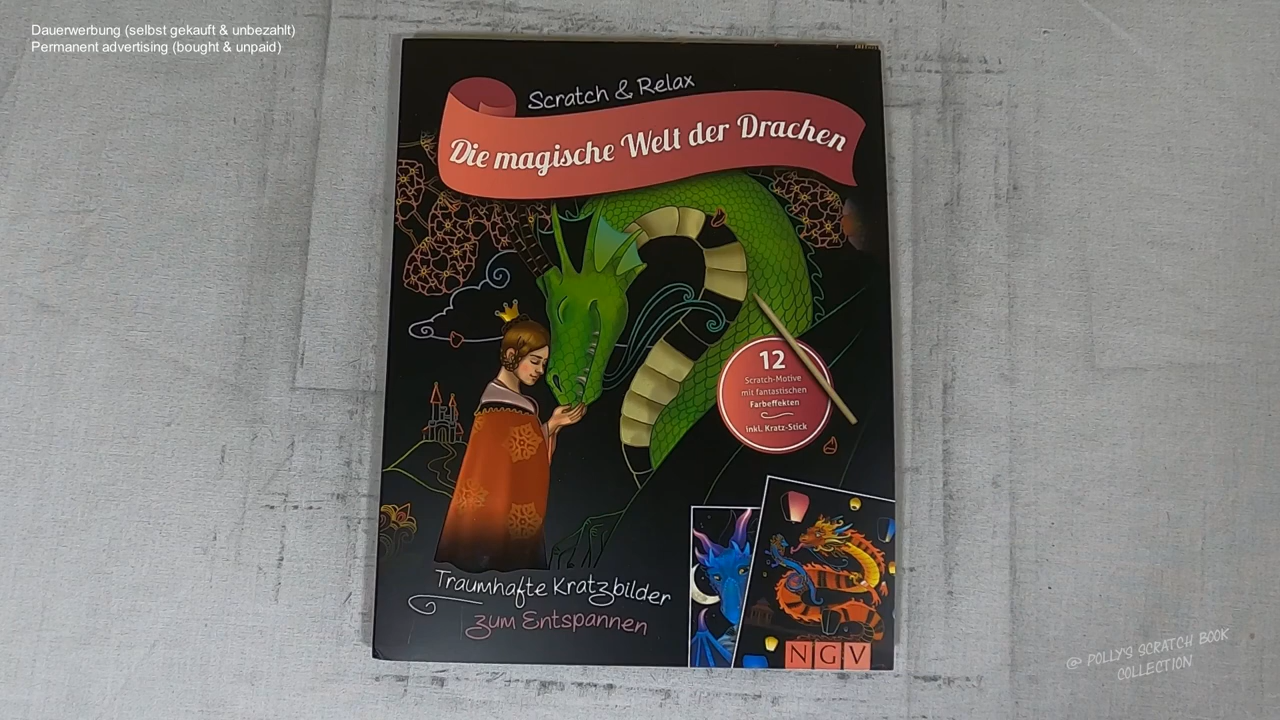 Dauerwerbung (selbst gekauft & unbezahlt)
Permanent advertising (bought & unpaid)
Scratch & Relax
Die magische Welt der Drachen
12
Scratch-Motive
mit fantastischen
Farbeffekten
inkl. Kratz-Stick
Traumhafte Kratzbilder
zum Entspannen
NGV
@ POLLY'S SCRATCH BOOK
COLLECTION